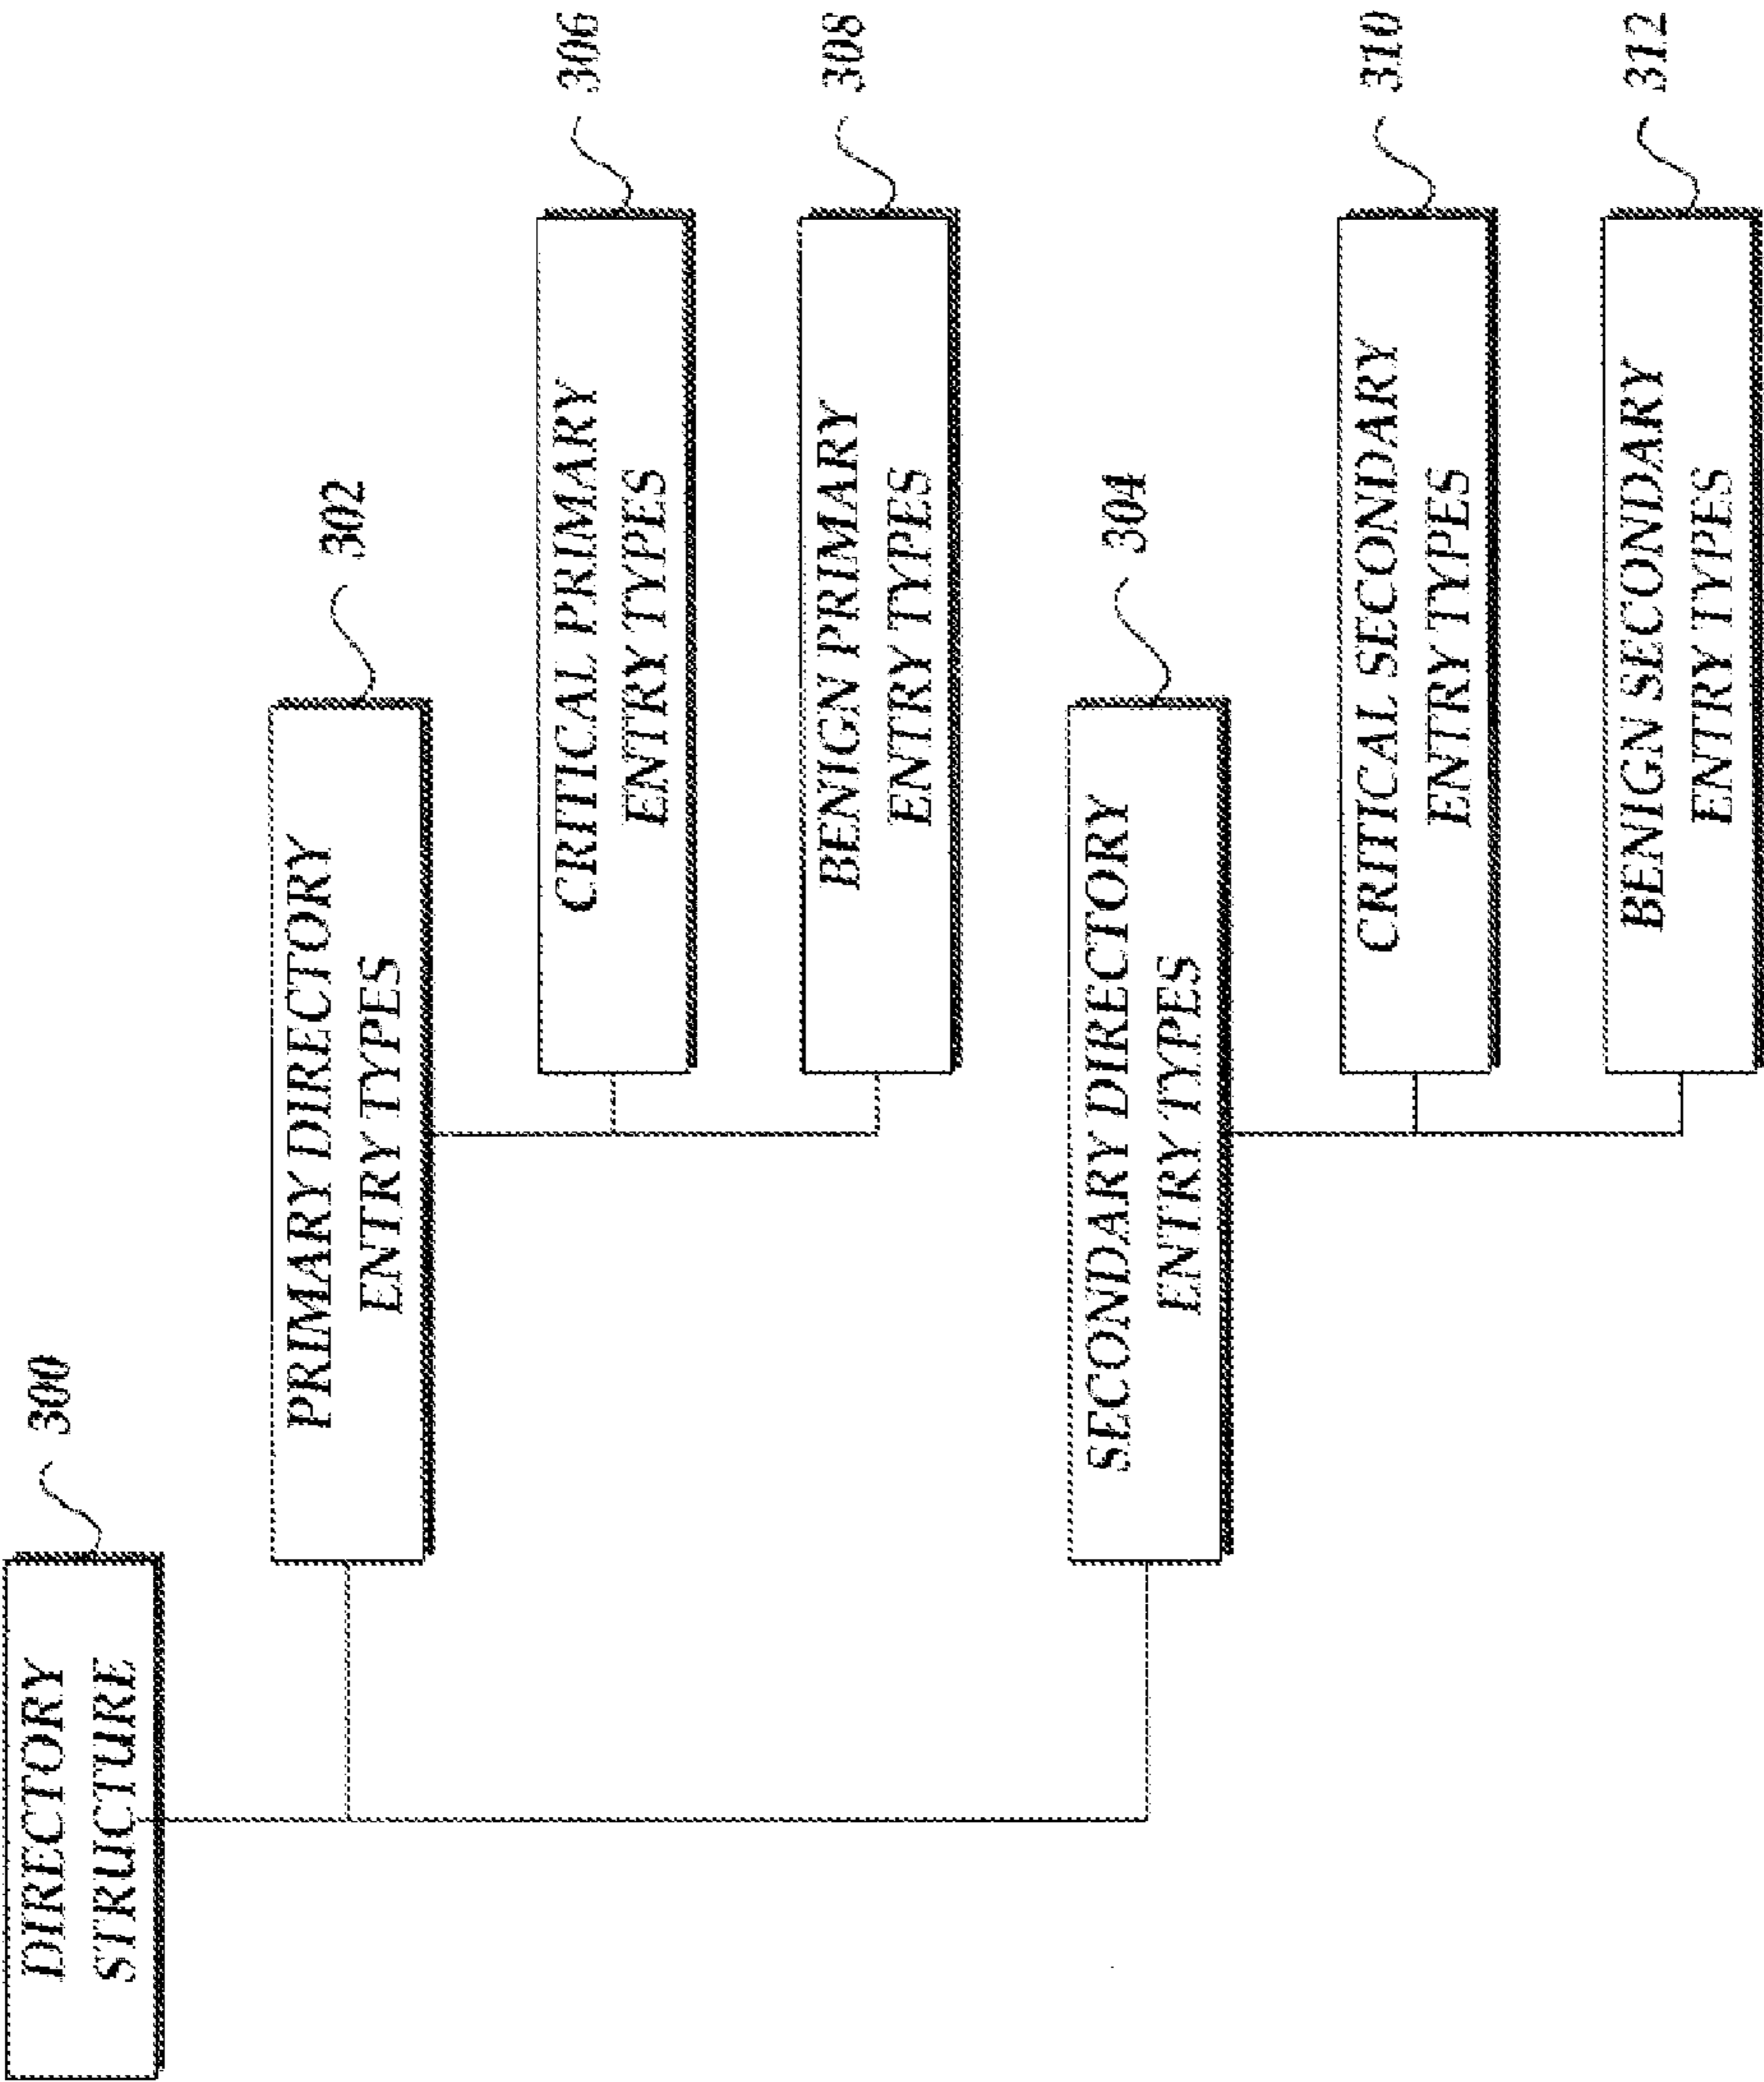 DIRECTORY
STRUCTURE
300
PRIMARY DIRECTORY
ENTRY TYPES
302
CRITICAL PRIMARY
ENTRY TYPES
306
BENIGN PRIMARY
ENTRY TYPES
308
SECONDARY DIRECTORY
ENTRY TYPES
304
CRITICAL SECONDARY
ENTRY TYPES
310
BENIGN SECONDARY
ENTRY TYPES
312